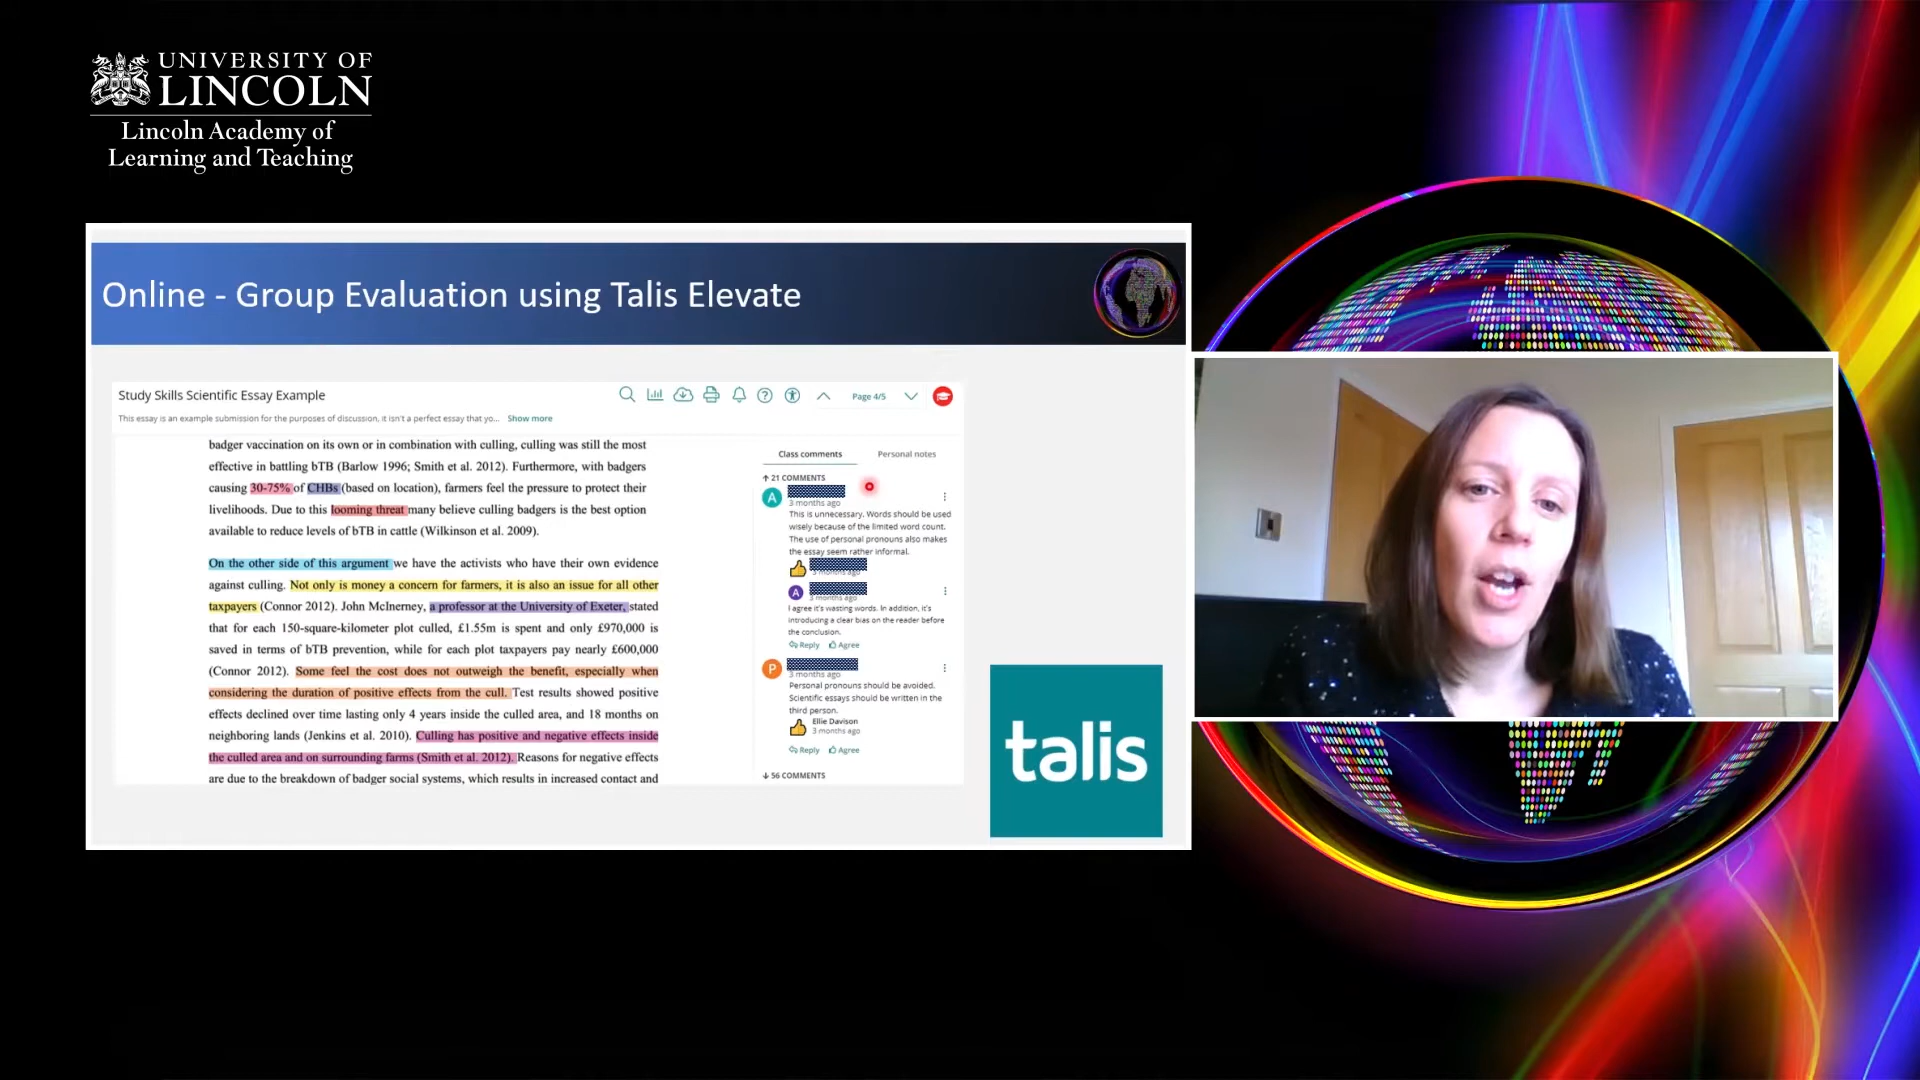 UNIVERSITY OF
LINCOLN
Lincoln Academy of
Learning and Teaching
Online - Group Evaluation using Talis Elevate
Study Skills Scientific Essay Example
Page 4/5
This essay is an example submission for the purposes of discussion, it isn't a perfect essay that yo... Show more
badger vaccination on its own or in combination with culling, culling was still the most
effective in battling bTB (Barlow 1996; Smith et al. 2012). Furthermore, with badgers
causing 30-75% of CHBs (based on location), farmers feel the pressure to protect their
livelihoods. Due to this looming threat many believe culling badgers is the best option
available to reduce levels of bTB in cattle (Wilkinson et al. 2009).
On the other side of this argument we have the activists who have their own evidence
against culling. Not only is money a concern for farmers, it is also an issue for all other
taxpayers (Connor 2012). John McInerney, a professor at the University of Exeter, stated
that for each 150-square-kilometer plot culled, £1.55m is spent and only £970,000 is
saved in terms of bTB prevention, while for each plot taxpayers pay nearly £600,000
(Connor 2012). Some feel the cost does not outweigh the benefit, especially when
considering the duration of positive effects from the cull. Test results showed positive
effects declined over time lasting only 4 years inside the culled area, and 18 months on
neighboring lands (Jenkins et al. 2010). Culling has positive and negative effects inside
the culled area and on surrounding farms (Smith et al. 2012). Reasons for negative effects
are due to the breakdown of badger social systems, which results in increased contact and
Class comments
Personal notes
21 COMMENTS
A
3 months ago
This is unnecessary. Words should be used
wisely because of the limited word count.
The use of personal pronouns also makes
the essay seem rather informal.
3 months ago
A
3 months ago
I agree it's wasting words. In addition, it's
introducing a clear bias on the reader before
the conclusion.
Reply Agree
P
3 months ago
Personal pronouns should be avoided.
Scientific essays should be written in the
third person.
Ellie Davison
3 months ago
Reply Agree
56 COMMENTS
talis